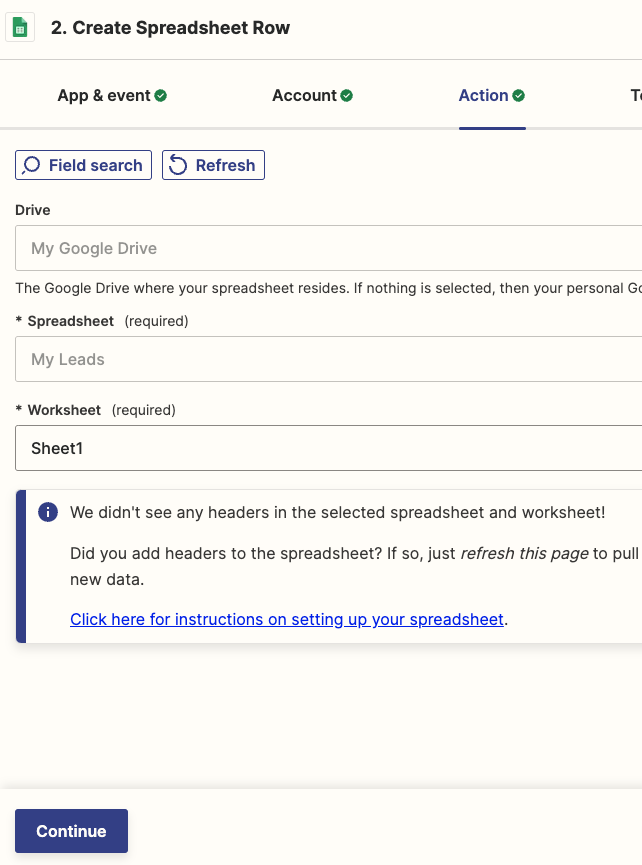 2. Create Spreadsheet Row
App & event
Account
Action
Field search
Refresh
Drive
My Google Drive
The Google Drive where your spreadsheet resides. If nothing is selected, then your personal
* Spreadsheet (required)
My Leads
* Worksheet (required)
Sheet1
We didn't see any headers in the selected spreadsheet and worksheet!
Did you add headers to the spreadsheet? If so, just refresh this page to pull
new data.
Click here for instructions on setting up your spreadsheet.
Continue